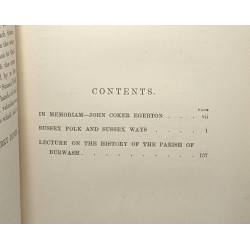 CONTENTS.
PAGE
IN MEMORIAM—JOHN COKER EGERTON . . . . vii
SUSSEX FOLK AND SUSSEX WAYS . . . . 1
LECTURE ON THE HISTORY OF THE PARISH OF
BURWASH . . . . . . . . 137